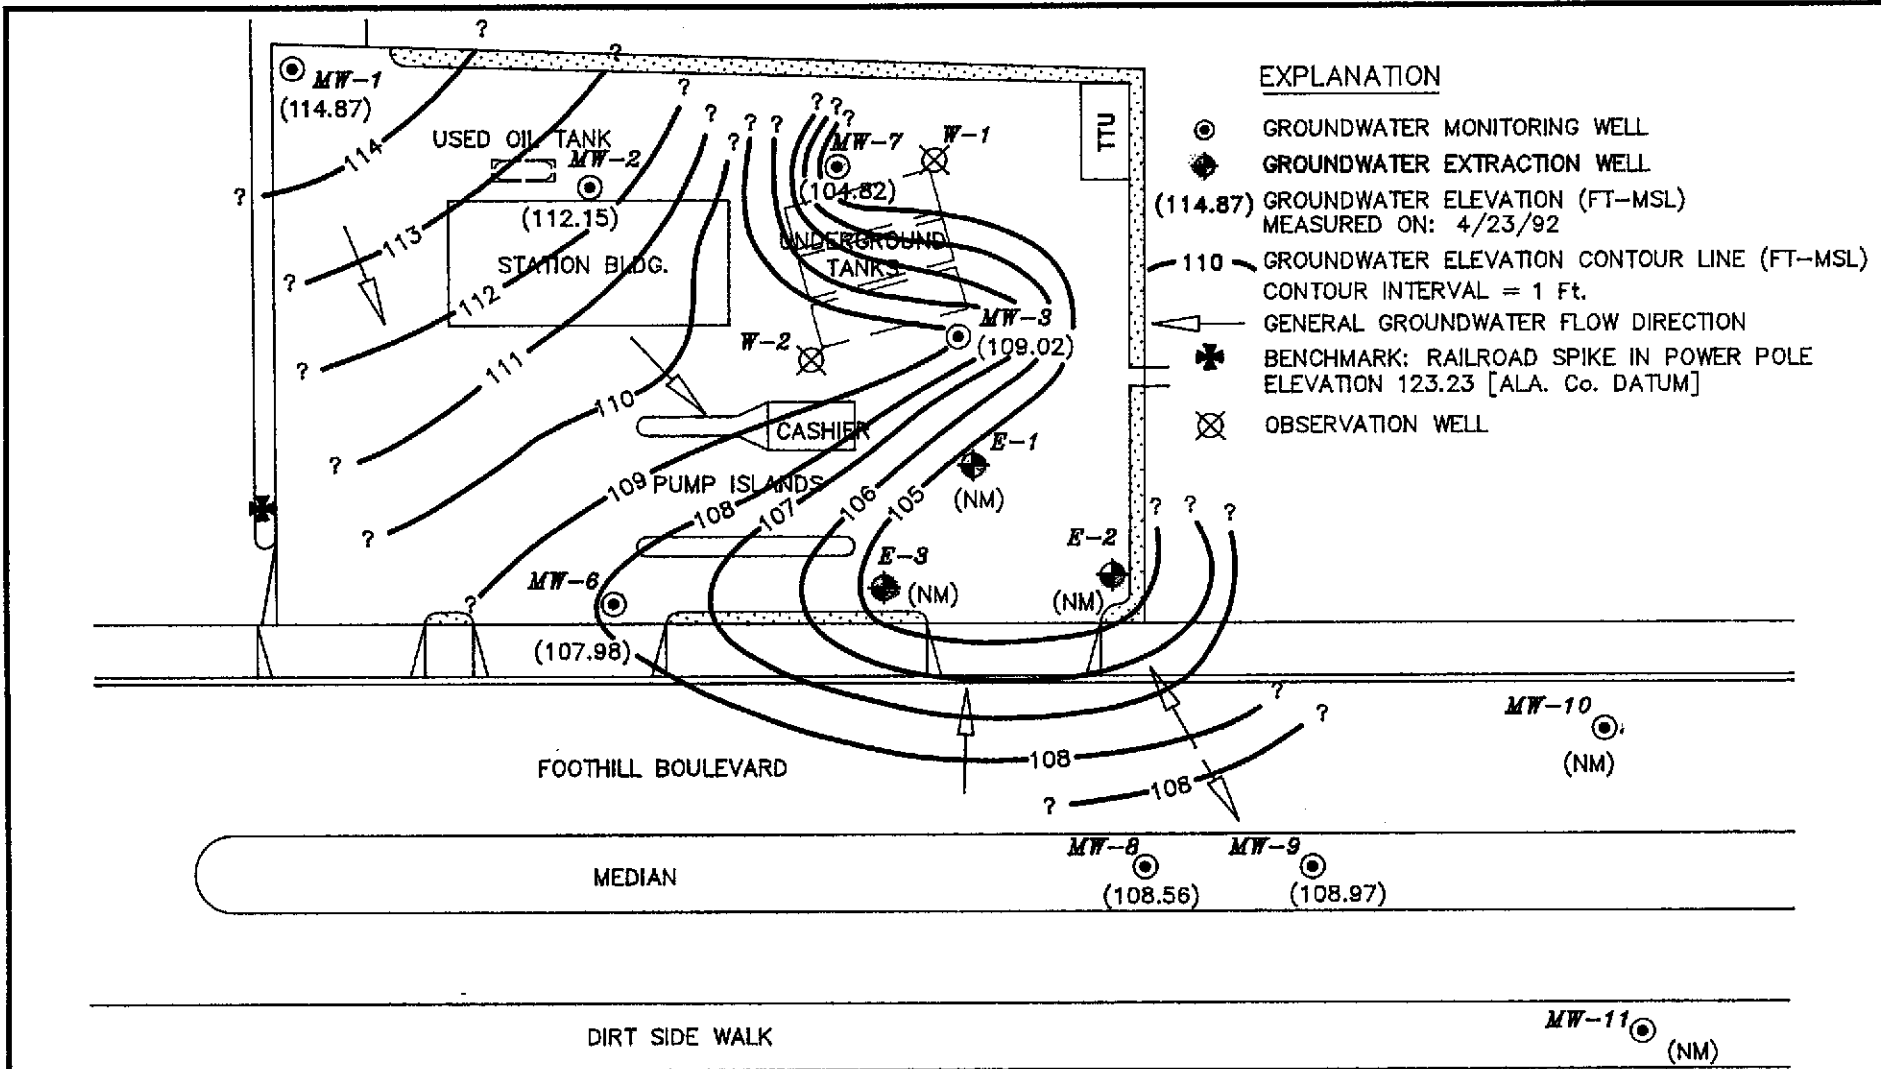 ?
?
MW-1
(114.87)
114
?
USED OIL TANK
MW-2
(112.15)
?
?
?
?
?
? ? ?
MW-7
(104.82)
W-1
TTU
113
?
STATION BLDG.
UNDERGROUND
TANKS
112
?
W-2
MW-3
(109.02)
111
?
110
?
CASHIER
109
PUMP ISLANDS
108
107
106
105
E-1
(NM)
?
?
?
E-3
(NM)
E-2
(NM)
MW-6
(107.98)
?
EXPLANATION
GROUNDWATER MONITORING WELL
GROUNDWATER EXTRACTION WELL
(114.87) GROUNDWATER ELEVATION (FT-MSL)
MEASURED ON: 4/23/92
110 GROUNDWATER ELEVATION CONTOUR LINE (FT-MSL)
CONTOUR INTERVAL = 1 Ft.
GENERAL GROUNDWATER FLOW DIRECTION
BENCHMARK: RAILROAD SPIKE IN POWER POLE
ELEVATION 123.23 [ALA. Co. DATUM]
OBSERVATION WELL
?
?
MW-10
(NM)
FOOTHILL BOULEVARD
108
?
108
MW-8
(108.56)
MW-9
(108.97)
MEDIAN
DIRT SIDE WALK
MW-11
(NM)